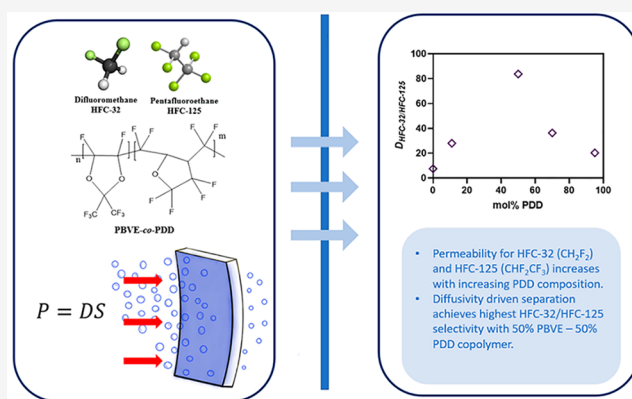 Difluoromethane
HFC-32
Pentafluoroethane
HFC-125
F
F
F
F
F
F
m
n
O
O
F
F
O
F
F
F
F
F₃C
CF₃
PBVE-co-PDD
P = DS
D_HFC-32/HFC-125
100
80
60
40
20
0
0
20
40
60
80
100
mol% PDD
• Permeability for HFC-32 (CH₂F₂)
and HFC-125 (CHF₂CF₃) increases
with increasing PDD composition.
• Diffusivity driven separation
achieves highest HFC-32/HFC-125
selectivity with 50% PBVE – 50%
PDD copolymer.